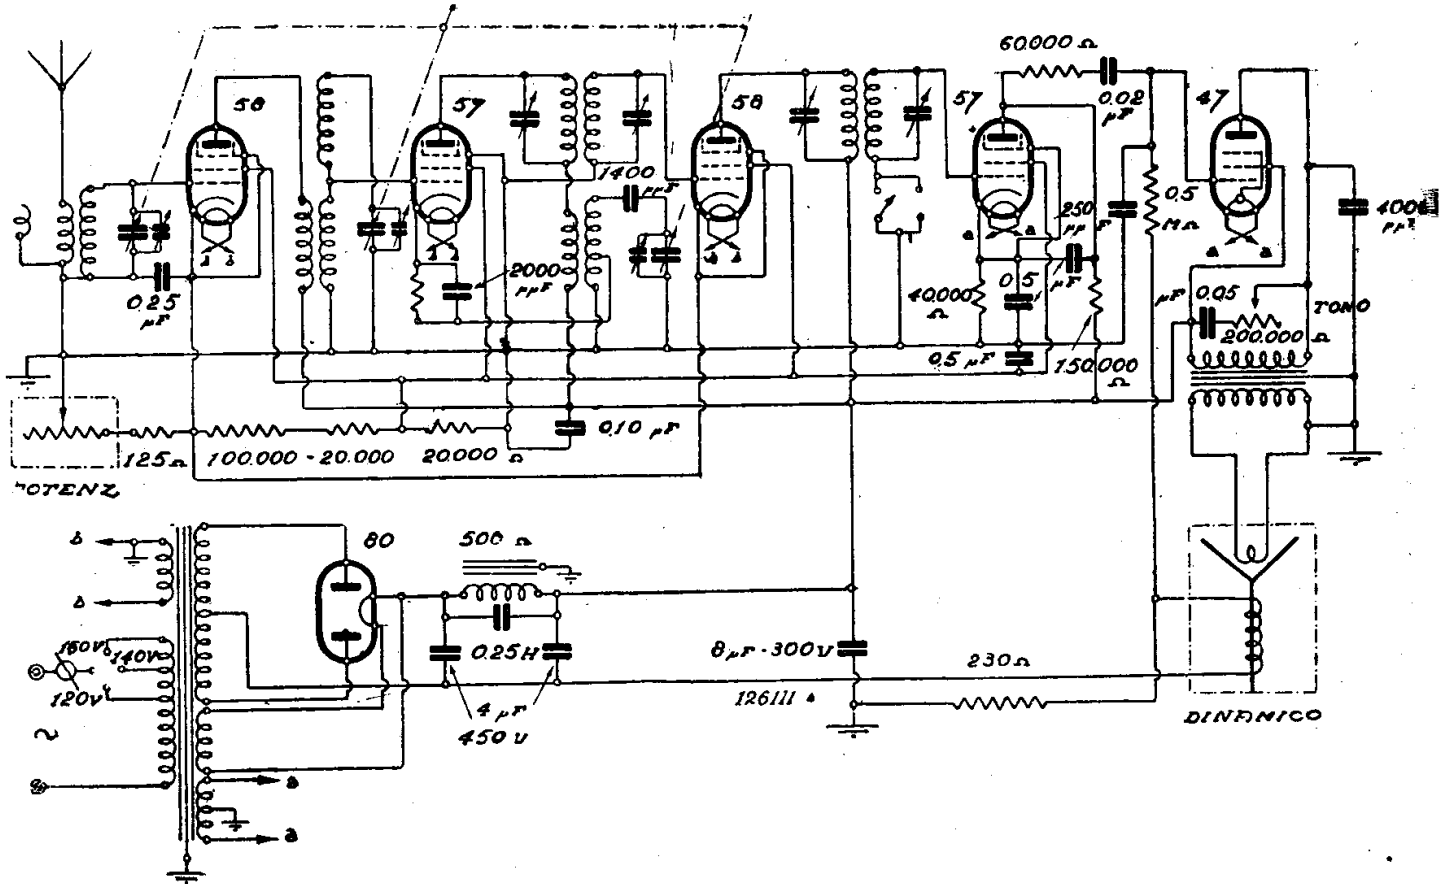 60.000 Ω
58
57
58
57
47
0.02
µF
1400
µµF
0.5
MΩ
250
µµF
400
µµF
a a
2000
µµF
0.25
µF
40.000
Ω
0.5
µF
µF 0.05
TONO
200.000 Ω
0.5 µF
150.000
Ω
0.10 µF
125Ω 100.000 - 20.000 20.000 Ω
POTENZ
80
500 Ω
160V
140V
120V
0.25 H
8µF - 300V
230Ω
126111
4 µF
450 V
DINAMICO
~
a
a